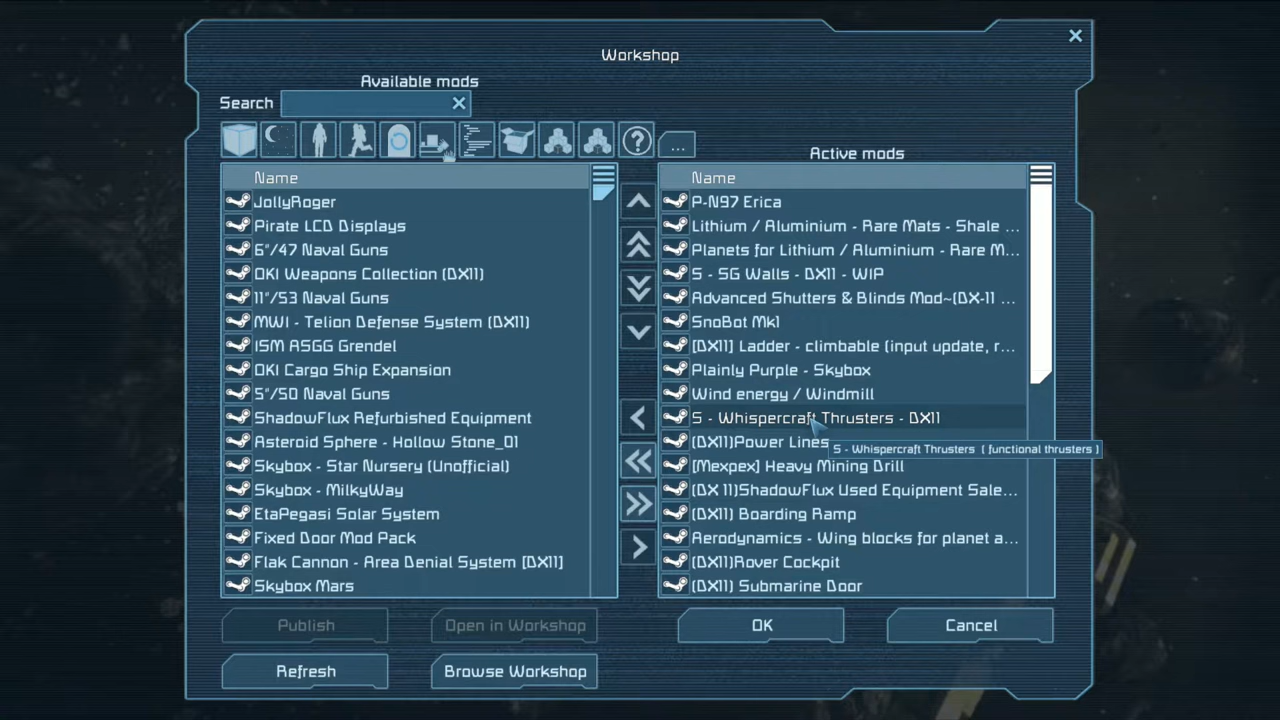 Workshop
Available mods
Search
...
Name
JollyRoger
Pirate LCD Displays
6"/47 Naval Guns
OKI Weapons Collection (DX11)
11"/53 Naval Guns
MWI - Telion Defense System (DX11)
ISM ASGG Grendel
OKI Cargo Ship Expansion
5"/50 Naval Guns
ShadowFlux Refurbished Equipment
Asteroid Sphere - Hollow Stone_01
Skybox - Star Nursery (Unofficial)
Skybox - MilkyWay
EtaPegasi Solar System
Fixed Door Mod Pack
Flak Cannon - Area Denial System [DX11]
Skybox Mars
Active mods
Name
P-N97 Erica
Lithium / Aluminium - Rare Mats - Shale ...
Planets for Lithium / Aluminium - Rare M...
S - SG Walls - DX11 - WIP
Advanced Shutters & Blinds Mod~(DX-11 ...
SnoBot Mk1
[DX11] Ladder - climbable (input update, r...
Plainly Purple - Skybox
Wind energy / Windmill
S - Whispercraft Thrusters - DX11
(DX11)Power Lines
S - Whispercraft Thrusters ( functional thrusters )
[Mexpex] Heavy Mining Drill
(DX 11)ShadowFlux Used Equipment Sale...
(DX11) Boarding Ramp
Aerodynamics - Wing blocks for planet a...
(DX11)Rover Cockpit
(DX11) Submarine Door
Publish
Open in Workshop
OK
Cancel
Refresh
Browse Workshop